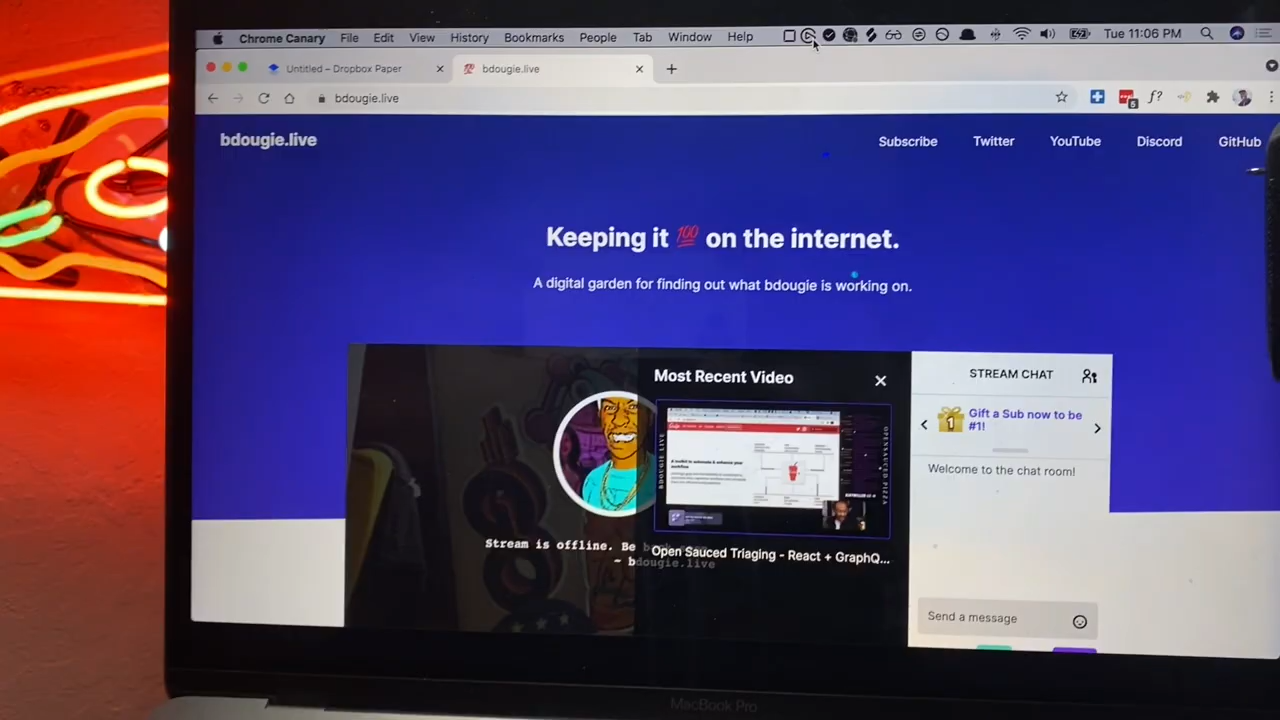 Chrome Canary File Edit View History Bookmarks People Tab Window Help Tue 11:06 PM
Untitled – Dropbox Paper
bdougie.live
bdougie.live
5
f?
bdougie.live
Subscribe Twitter YouTube Discord GitHub
Keeping it 💯 on the internet.
A digital garden for finding out what bdougie is working on.
Most Recent Video
Stream is offline. Be
~ bdougie.live
Open Sauced Triaging - React + GraphQ...
STREAM CHAT
1
Gift a Sub now to be
#1!
Welcome to the chat room!
Send a message
MacBook Pro